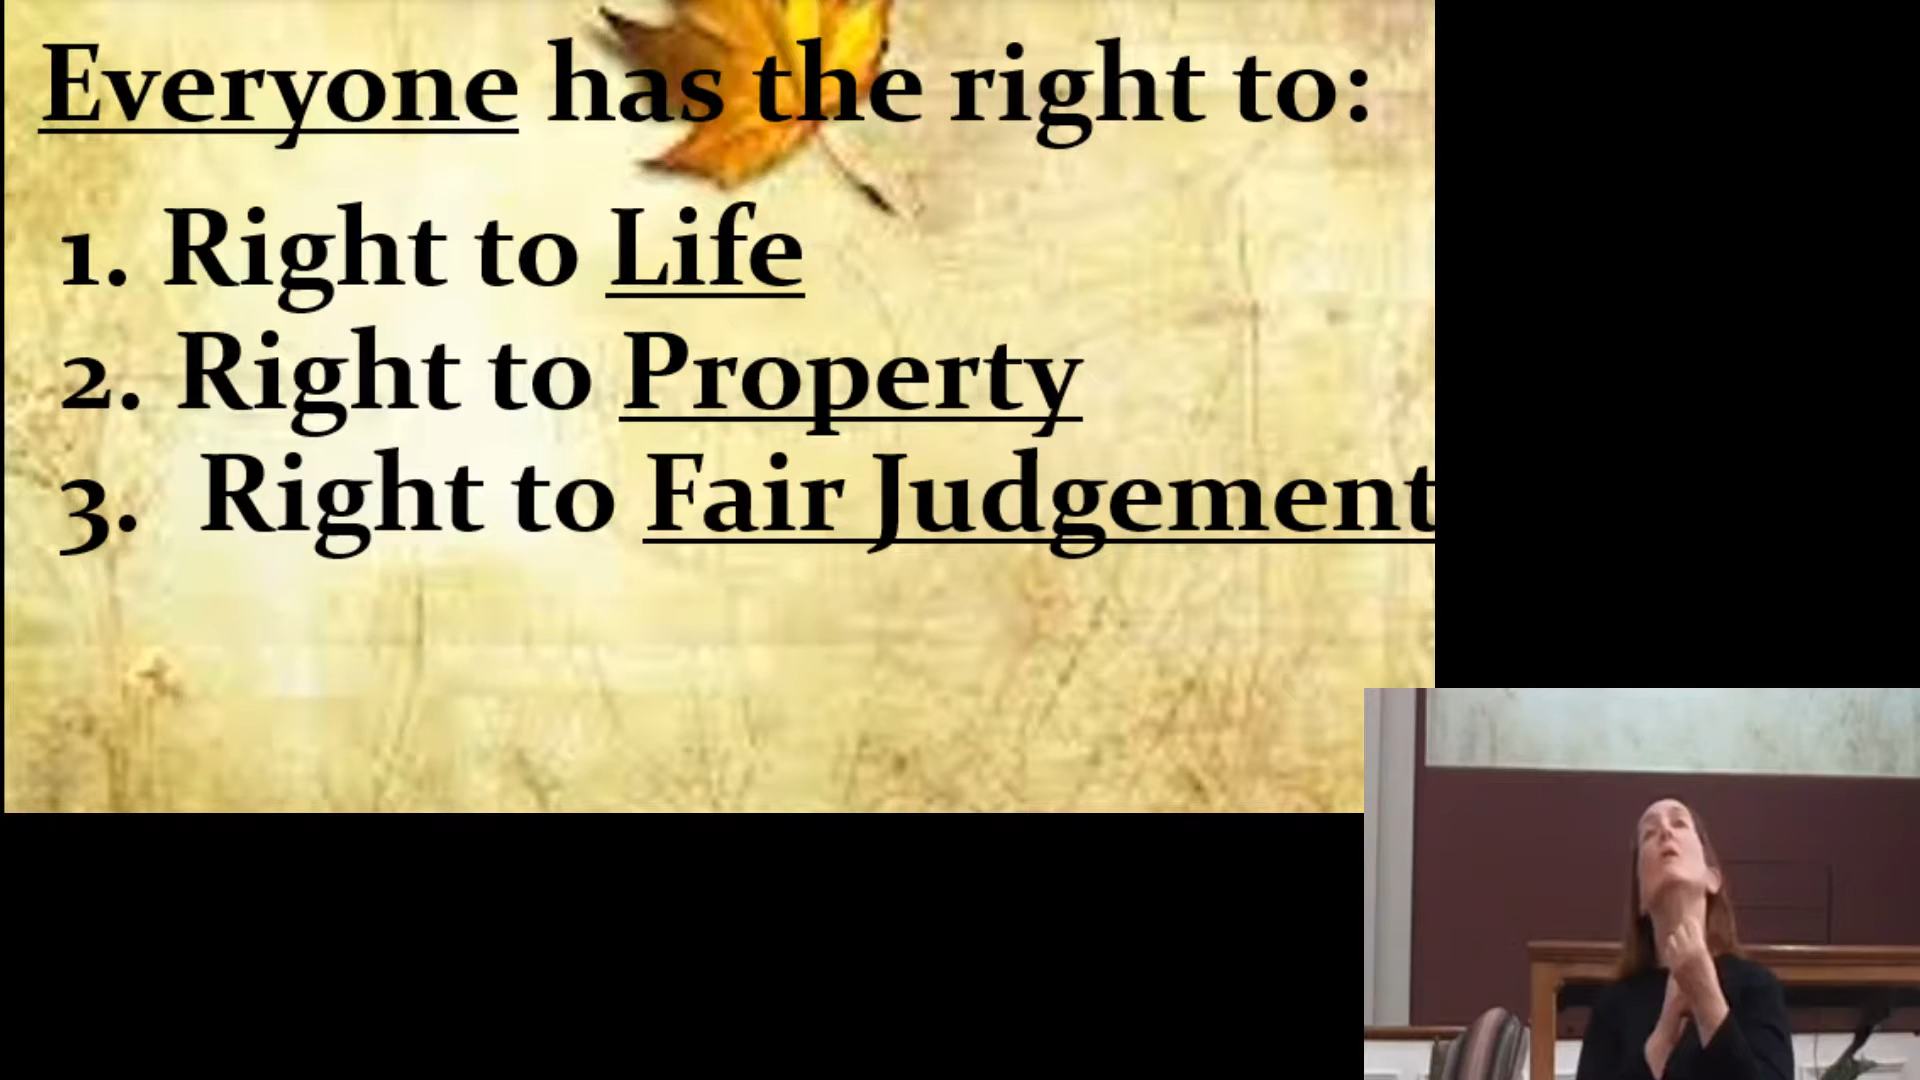 Everyone has the right to:
1. Right to Life
2. Right to Property
3. Right to Fair Judgement